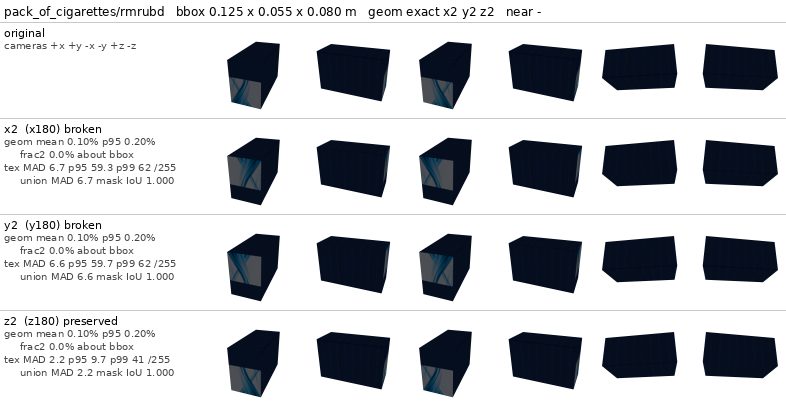 pack_of_cigarettes/rmrubd bbox 0.125 x 0.055 x 0.080 m geom exact x2 y2 z2 near -
original
cameras +x +y -x -y +z -z
x2 (x180) broken
geom mean 0.10% p95 0.20%
frac2 0.0% about bbox
tex MAD 6.7 p95 59.3 p99 62 /255
union MAD 6.7 mask IoU 1.000
y2 (y180) broken
geom mean 0.10% p95 0.20%
frac2 0.0% about bbox
tex MAD 6.6 p95 59.7 p99 62 /255
union MAD 6.6 mask IoU 1.000
z2 (z180) preserved
geom mean 0.10% p95 0.20%
frac2 0.0% about bbox
tex MAD 2.2 p95 9.7 p99 41 /255
union MAD 2.2 mask IoU 1.000